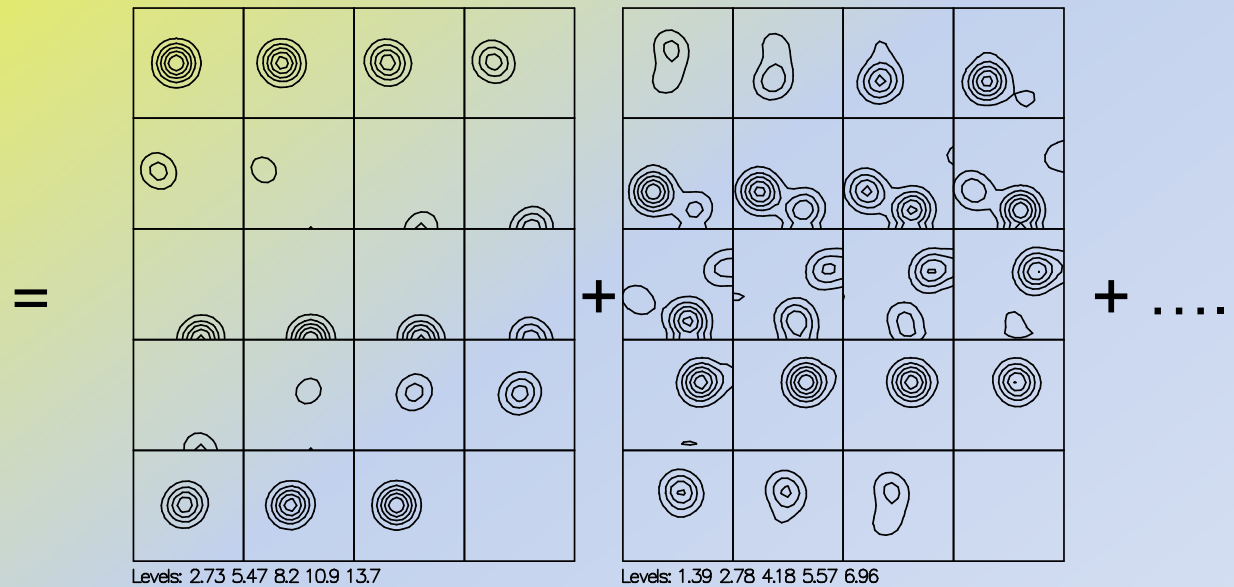 =
+
+ ....
Levels: 2.73 5.47 8.2 10.9 13.7
Levels: 1.39 2.78 4.18 5.57 6.96